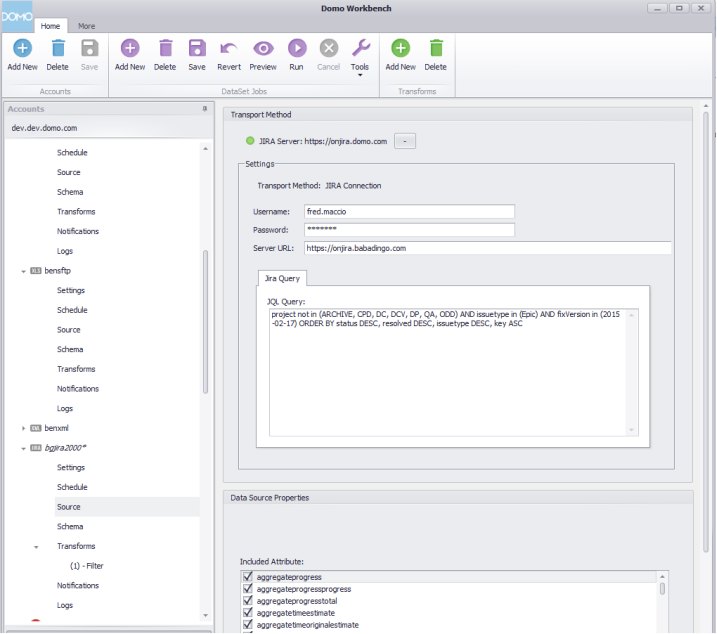 Domo Workbench
DOMO
Home More
Add New Delete Save Add New Delete Save Revert Preview Run Cancel Tools Add New Delete
Accounts DataSet Jobs Transforms
Accounts
dev.dev.domo.com
Schedule
Source
Schema
Transforms
Notifications
Logs
bensftp
Settings
Schedule
Source
Schema
Transforms
Notifications
Logs
benxml
bgjira2000*
Settings
Schedule
Source
Schema
Transforms
(1) - Filter
Notifications
Logs
Transport Method
JIRA Server: https://onjira.domo.com -
Settings
Transport Method: JIRA Connection
Username: fred.maccio
Password: *******
Server URL: https://onjira.babadingo.com
Jira Query
JQL Query:
project not in (ARCHIVE, CPD, DC, DCV, DP, QA, ODD) AND issuetype in (Epic) AND fixVersion in (2015
-02-17) ORDER BY status DESC, resolved DESC, issuetype DESC, key ASC
Data Source Properties
Included Attribute:
aggregateprogress
aggregateprogressprogress
aggregateprogresstotal
aggregatetimeestimate
aggregatetimeoriginalestimate